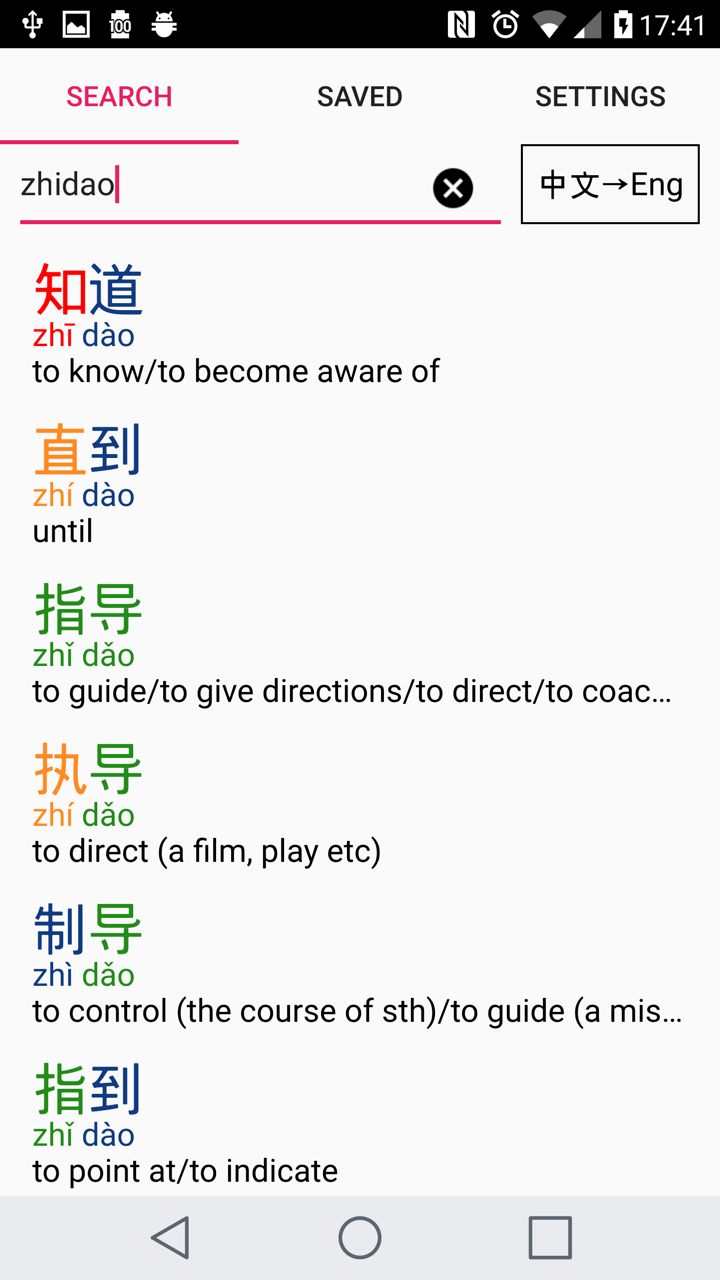 100 17:41
SEARCH SAVED SETTINGS
zhidao 中文→Eng
知道
zhī dào
to know/to become aware of
直到
zhí dào
until
指导
zhǐ dǎo
to guide/to give directions/to direct/to coac...
执导
zhí dǎo
to direct (a film, play etc)
制导
zhì dǎo
to control (the course of sth)/to guide (a mis...
指到
zhǐ dào
to point at/to indicate